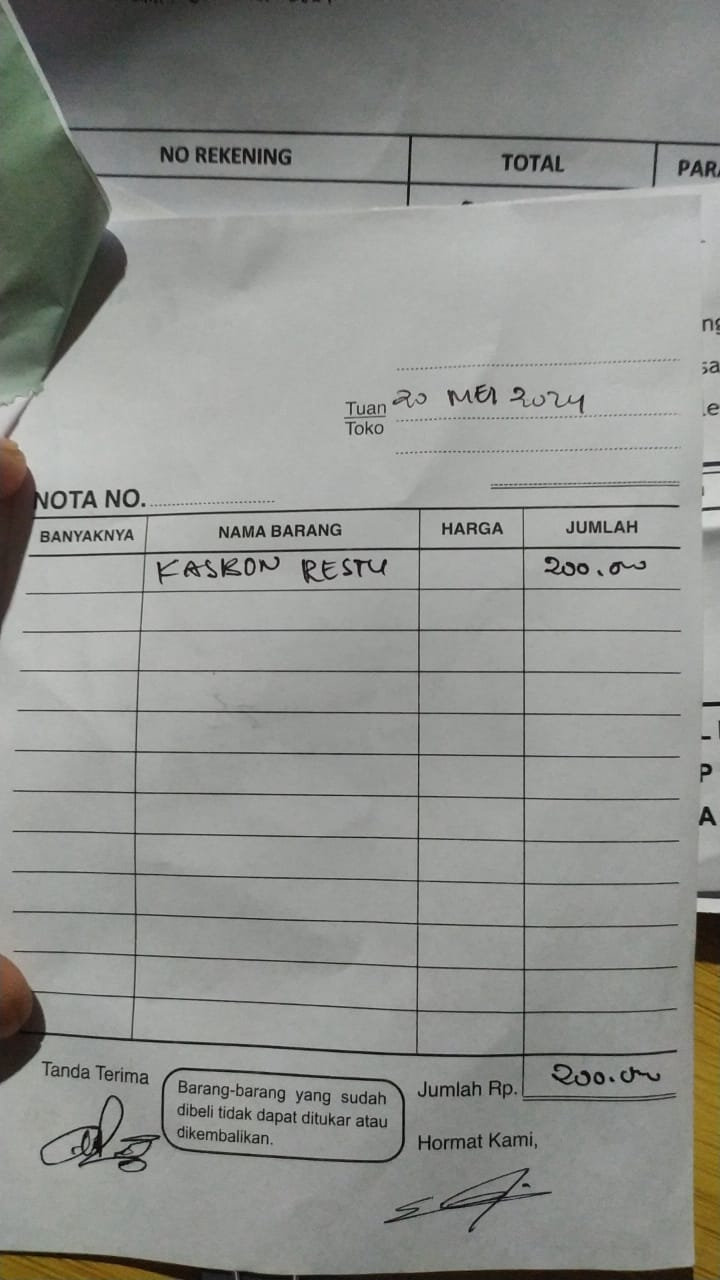 NO REKENING TOTAL
Tuan
Toko
20 MEI 2024
NOTA NO.
BANYAKNYA NAMA BARANG HARGA JUMLAH
KASBON RESTU 200.000
Tanda Terima
Barang-barang yang sudah
dibeli tidak dapat ditukar atau
dikembalikan.
Jumlah Rp. 200.000
Hormat Kami,